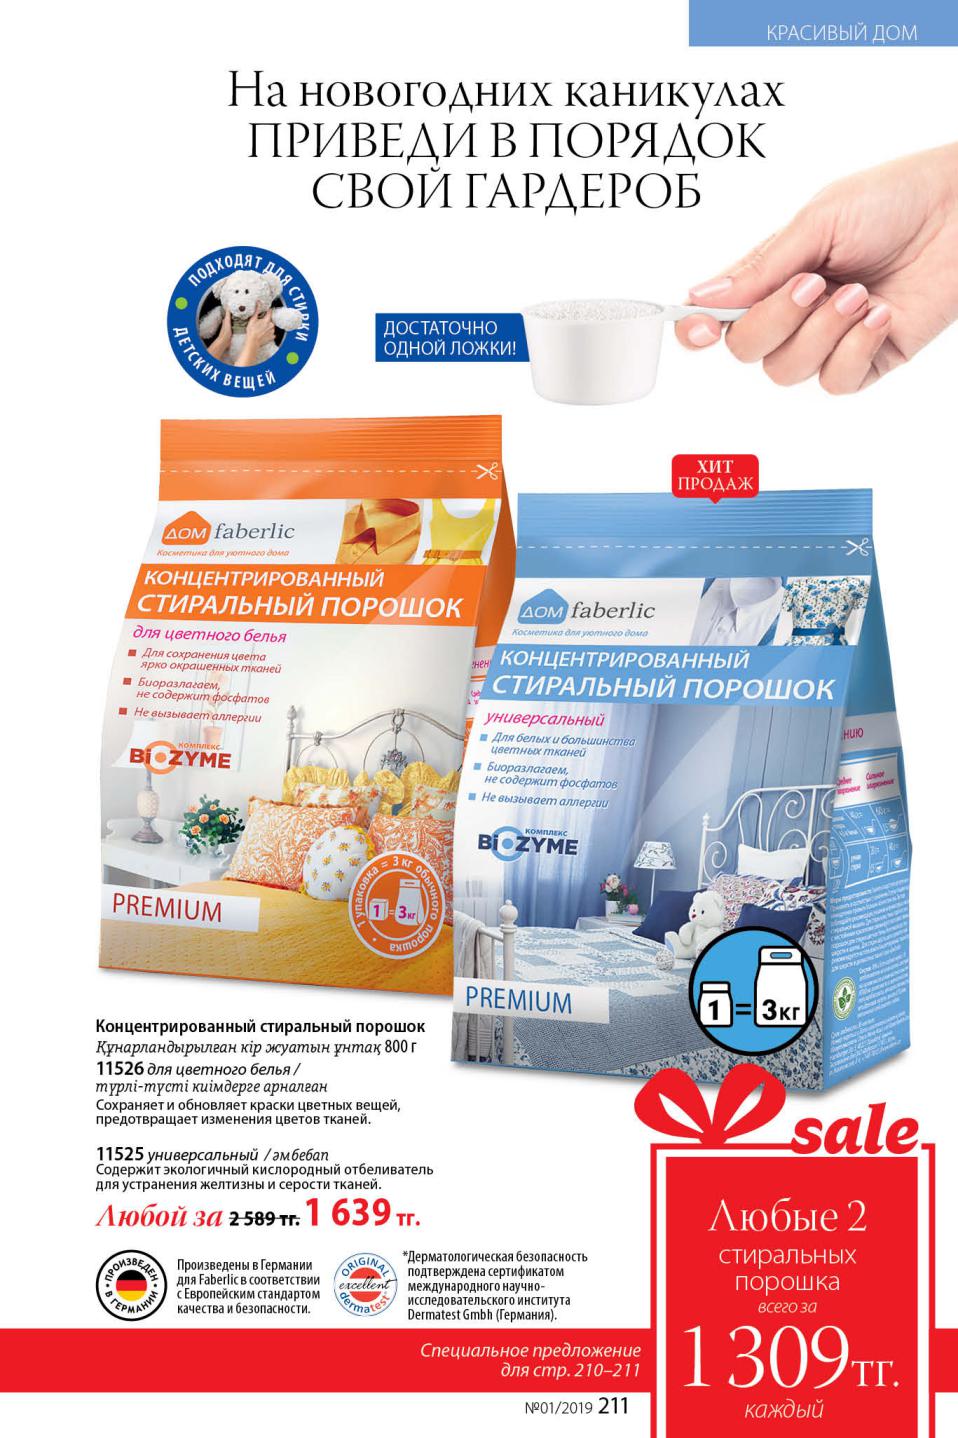 КРАСИВЫЙ ДОМ
На новогодних каникулах
ПРИВЕДИ В ПОРЯДОК
СВОЙ ГАРДЕРОБ
ПОДХОДЯТ ДЛЯ СТИРКИ
ДЕТСКИХ ВЕЩЕЙ
ДОСТАТОЧНО
ОДНОЙ ЛОЖКИ!
ХИТ
ПРОДАЖ
ДОМ faberlic
Косметика для уютного дома
КОНЦЕНТРИРОВАННЫЙ
СТИРАЛЬНЫЙ ПОРОШОК
для цветного белья
Для сохранения цвета
ярко окрашенных тканей
Биоразлагаем,
не содержит фосфатов
Не вызывает аллергии
КОМПЛЕКС
BIOZYME
1 упаковка = 3 кг обычного порошка
1 = 3кг
PREMIUM
ДОМ faberlic
Косметика для уютного дома
КОНЦЕНТРИРОВАННЫЙ
СТИРАЛЬНЫЙ ПОРОШОК
универсальный
Для белых и большинства
цветных тканей
Биоразлагаем,
не содержит фосфатов
Не вызывает аллергии
КОМПЛЕКС
BIOZYME
PREMIUM
1 = 3кг
Концентрированный стиральный порошок
Құнарландырылған кір жуатын ұнтақ 800 г
11526 для цветного белья /
түрлі-түсті киімдерге арналған
Сохраняет и обновляет краски цветных вещей,
предотвращает изменения цветов тканей.
11525 универсальный / әмбебап
Содержит экологичный кислородный отбеливатель
для устранения желтизны и серости тканей.
Любой за 2 589 тг. 1 639 тг.
ПРОИЗВЕДЕН
В ГЕРМАНИИ
Произведены в Германии
для Faberlic в соответствии
с Европейским стандартом
качества и безопасности.
ORIGINAL
excellent
dermatest
*Дерматологическая безопасность
подтверждена сертификатом
международного научно-
исследовательского института
Dermatest Gmbh (Германия).
sale
Любые 2
стиральных
порошка
всего за
1 309 тг.
каждый
Специальное предложение
для стр. 210–211
№01/2019 211